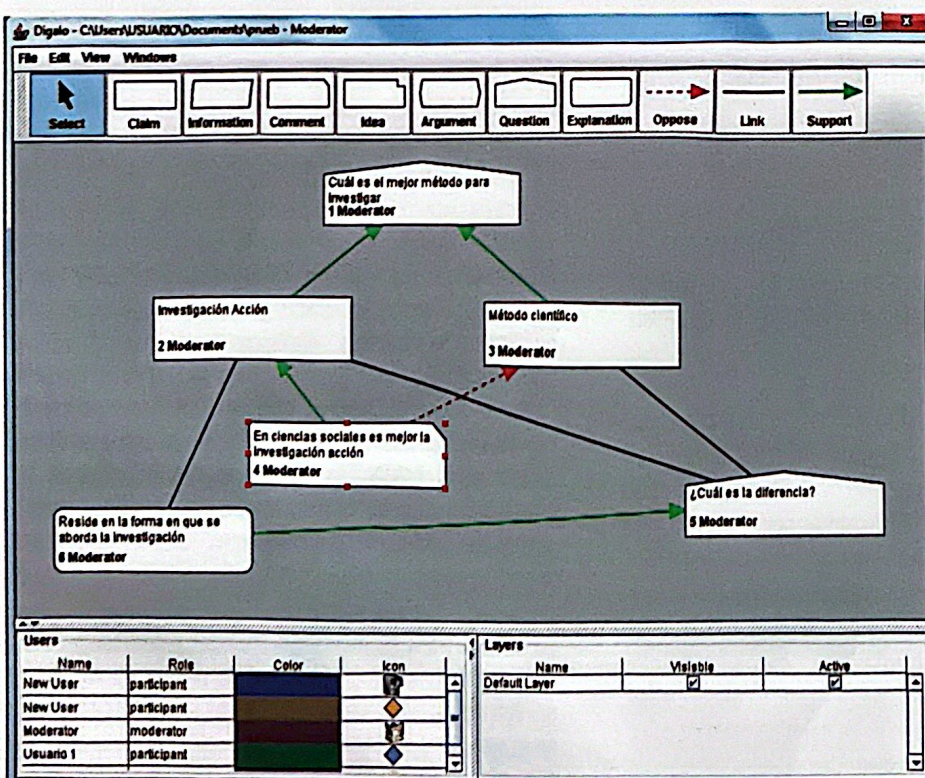 Digalo - C:\Users\USUARIO\Documents\prueb - Moderator
File Edit View Windows
Select Claim Information Comment Idea Argument Question Explanation Oppose Link Support
Cuál es el mejor método para
investigar
1 Moderator
Investigación Acción
2 Moderator
Método científico
3 Moderator
En ciencias sociales es mejor la
investigación acción
4 Moderator
¿Cuál es la diferencia?
5 Moderator
Reside en la forma en que se
aborda la investigación
6 Moderator
Users
Name Role Color Icon
New User participant
New User participant
Moderator moderator
Usuario 1 participant
Layers
Name Visible Active
Default Layer